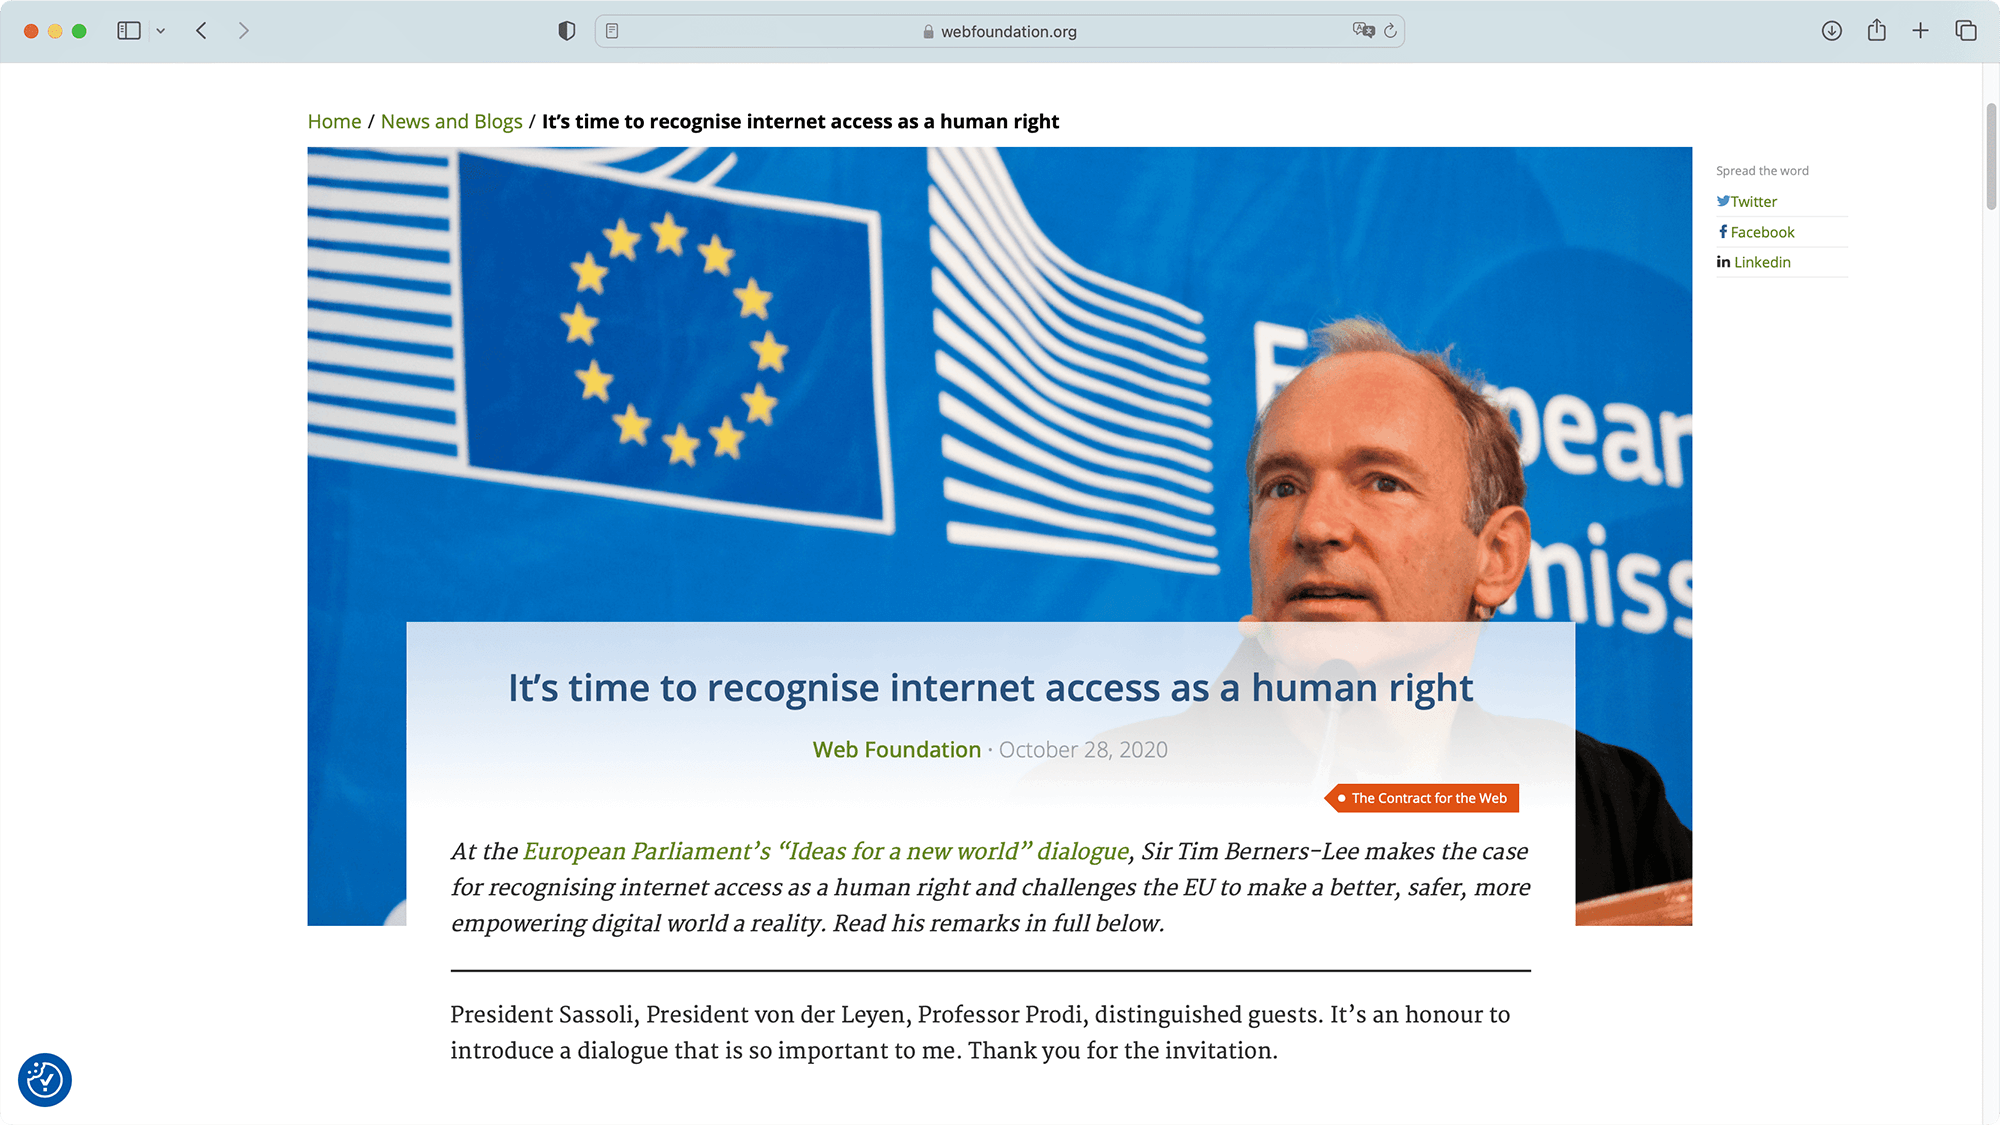 webfoundation.org
Home / News and Blogs / It’s time to recognise internet access as a human right
Spread the word
Twitter
Facebook
Linkedin
E pean
miss
It’s time to recognise internet access as a human right
Web Foundation · October 28, 2020
The Contract for the Web
At the European Parliament’s “Ideas for a new world” dialogue, Sir Tim Berners-Lee makes the case
for recognising internet access as a human right and challenges the EU to make a better, safer, more
empowering digital world a reality. Read his remarks in full below.
President Sassoli, President von der Leyen, Professor Prodi, distinguished guests. It’s an honour to
introduce a dialogue that is so important to me. Thank you for the invitation.